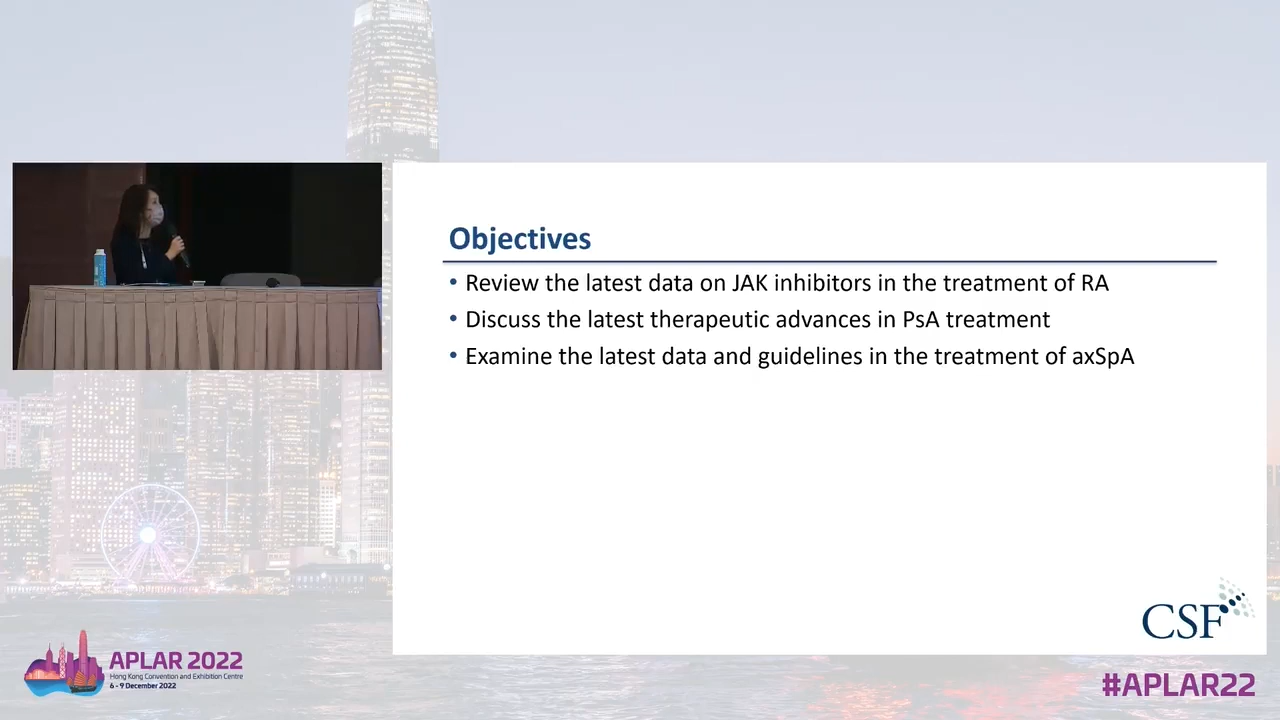 Objectives
• Review the latest data on JAK inhibitors in the treatment of RA
• Discuss the latest therapeutic advances in PsA treatment
• Examine the latest data and guidelines in the treatment of axSpA
CSF
APLAR 2022
Hong Kong Convention and Exhibition Centre
6 - 9 December 2022
#APLAR22